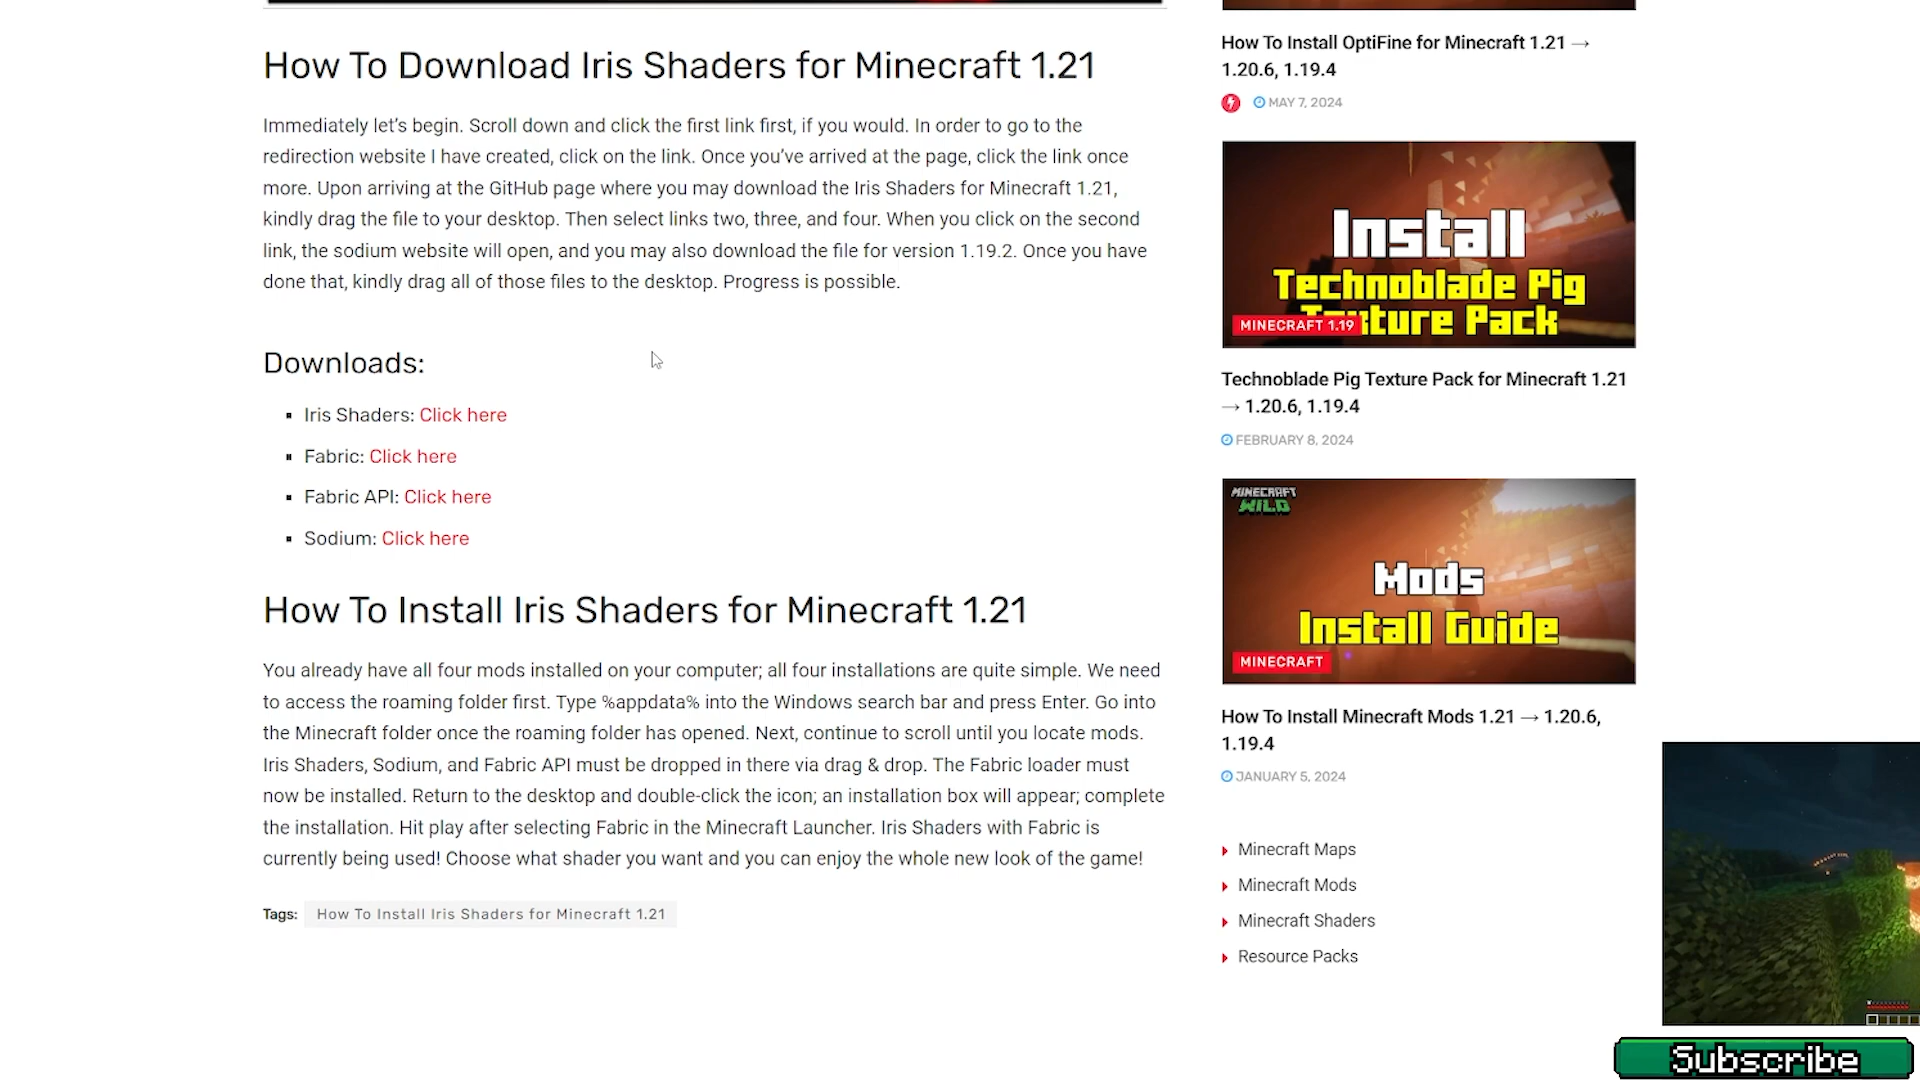 How To Download Iris Shaders for Minecraft 1.21
Immediately let's begin. Scroll down and click the first link first, if you would. In order to go to the
redirection website I have created, click on the link. Once you've arrived at the page, click the link once
more. Upon arriving at the GitHub page where you may download the Iris Shaders for Minecraft 1.21,
kindly drag the file to your desktop. Then select links two, three, and four. When you click on the second
link, the sodium website will open, and you may also download the file for version 1.19.2. Once you have
done that, kindly drag all of those files to the desktop. Progress is possible.
Downloads:
Iris Shaders: Click here
Fabric: Click here
Fabric API: Click here
Sodium: Click here
How To Install Iris Shaders for Minecraft 1.21
You already have all four mods installed on your computer; all four installations are quite simple. We need
to access the roaming folder first. Type %appdata% into the Windows search bar and press Enter. Go into
the Minecraft folder once the roaming folder has opened. Next, continue to scroll until you locate mods.
Iris Shaders, Sodium, and Fabric API must be dropped in there via drag & drop. The Fabric loader must
now be installed. Return to the desktop and double-click the icon; an installation box will appear; complete
the installation. Hit play after selecting Fabric in the Minecraft Launcher. Iris Shaders with Fabric is
currently being used! Choose what shader you want and you can enjoy the whole new look of the game!
Tags: How To Install Iris Shaders for Minecraft 1.21
How To Install OptiFine for Minecraft 1.21 →
1.20.6, 1.19.4
MAY 7, 2024
Install
Technoblade Pig
Texture Pack
MINECRAFT 1.19
Technoblade Pig Texture Pack for Minecraft 1.21
→ 1.20.6, 1.19.4
FEBRUARY 8, 2024
MINECRAFT
WILD
Mods
Install Guide
MINECRAFT
How To Install Minecraft Mods 1.21 → 1.20.6,
1.19.4
JANUARY 5, 2024
Minecraft Maps
Minecraft Mods
Minecraft Shaders
Resource Packs
Subscribe